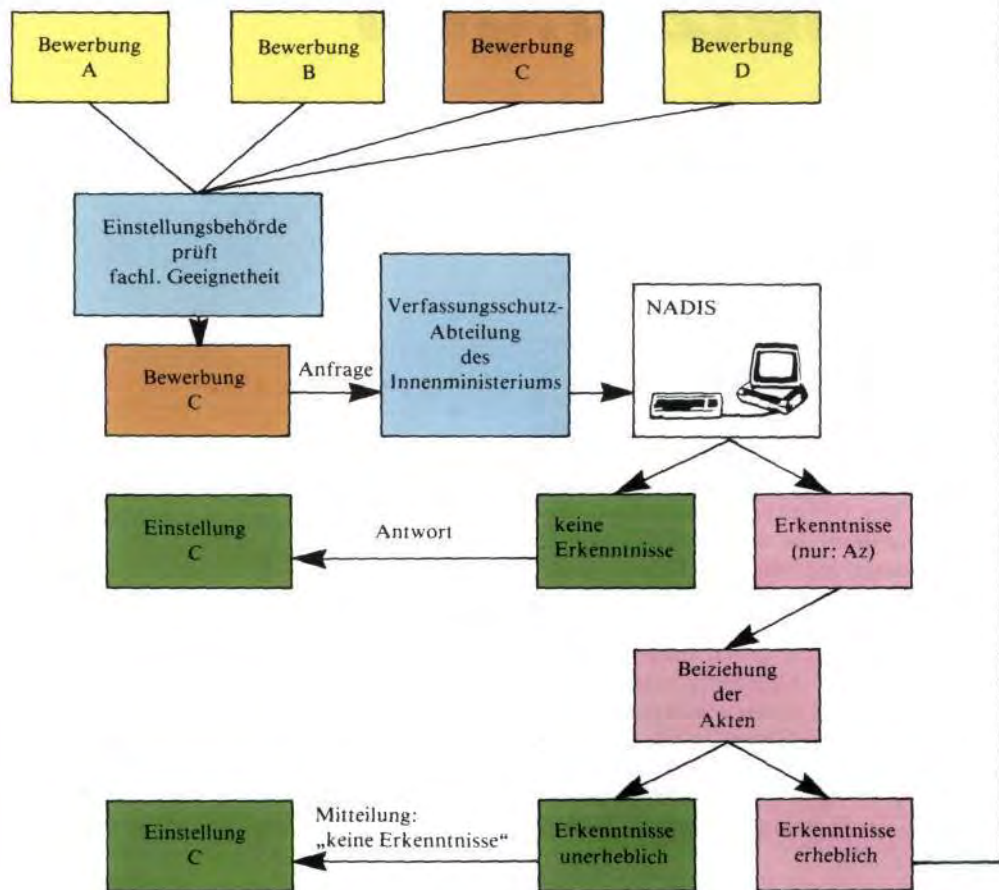 Bewerbung
A
Bewerbung
B
Bewerbung
C
Bewerbung
D
Einstellungsbehörde
prüft
fachl. Geeignetheit
Verfassungsschutz-
Abteilung
des
Innenministeriums
NADIS
Bewerbung
C
Anfrage
Einstellung
C
Antwort
keine
Erkenntnisse
Erkenntnisse
(nur: Az)
Beiziehung
der
Akten
Einstellung
C
Mitteilung:
„keine Erkenntnisse“
Erkenntnisse
unerheblich
Erkenntnisse
erheblich